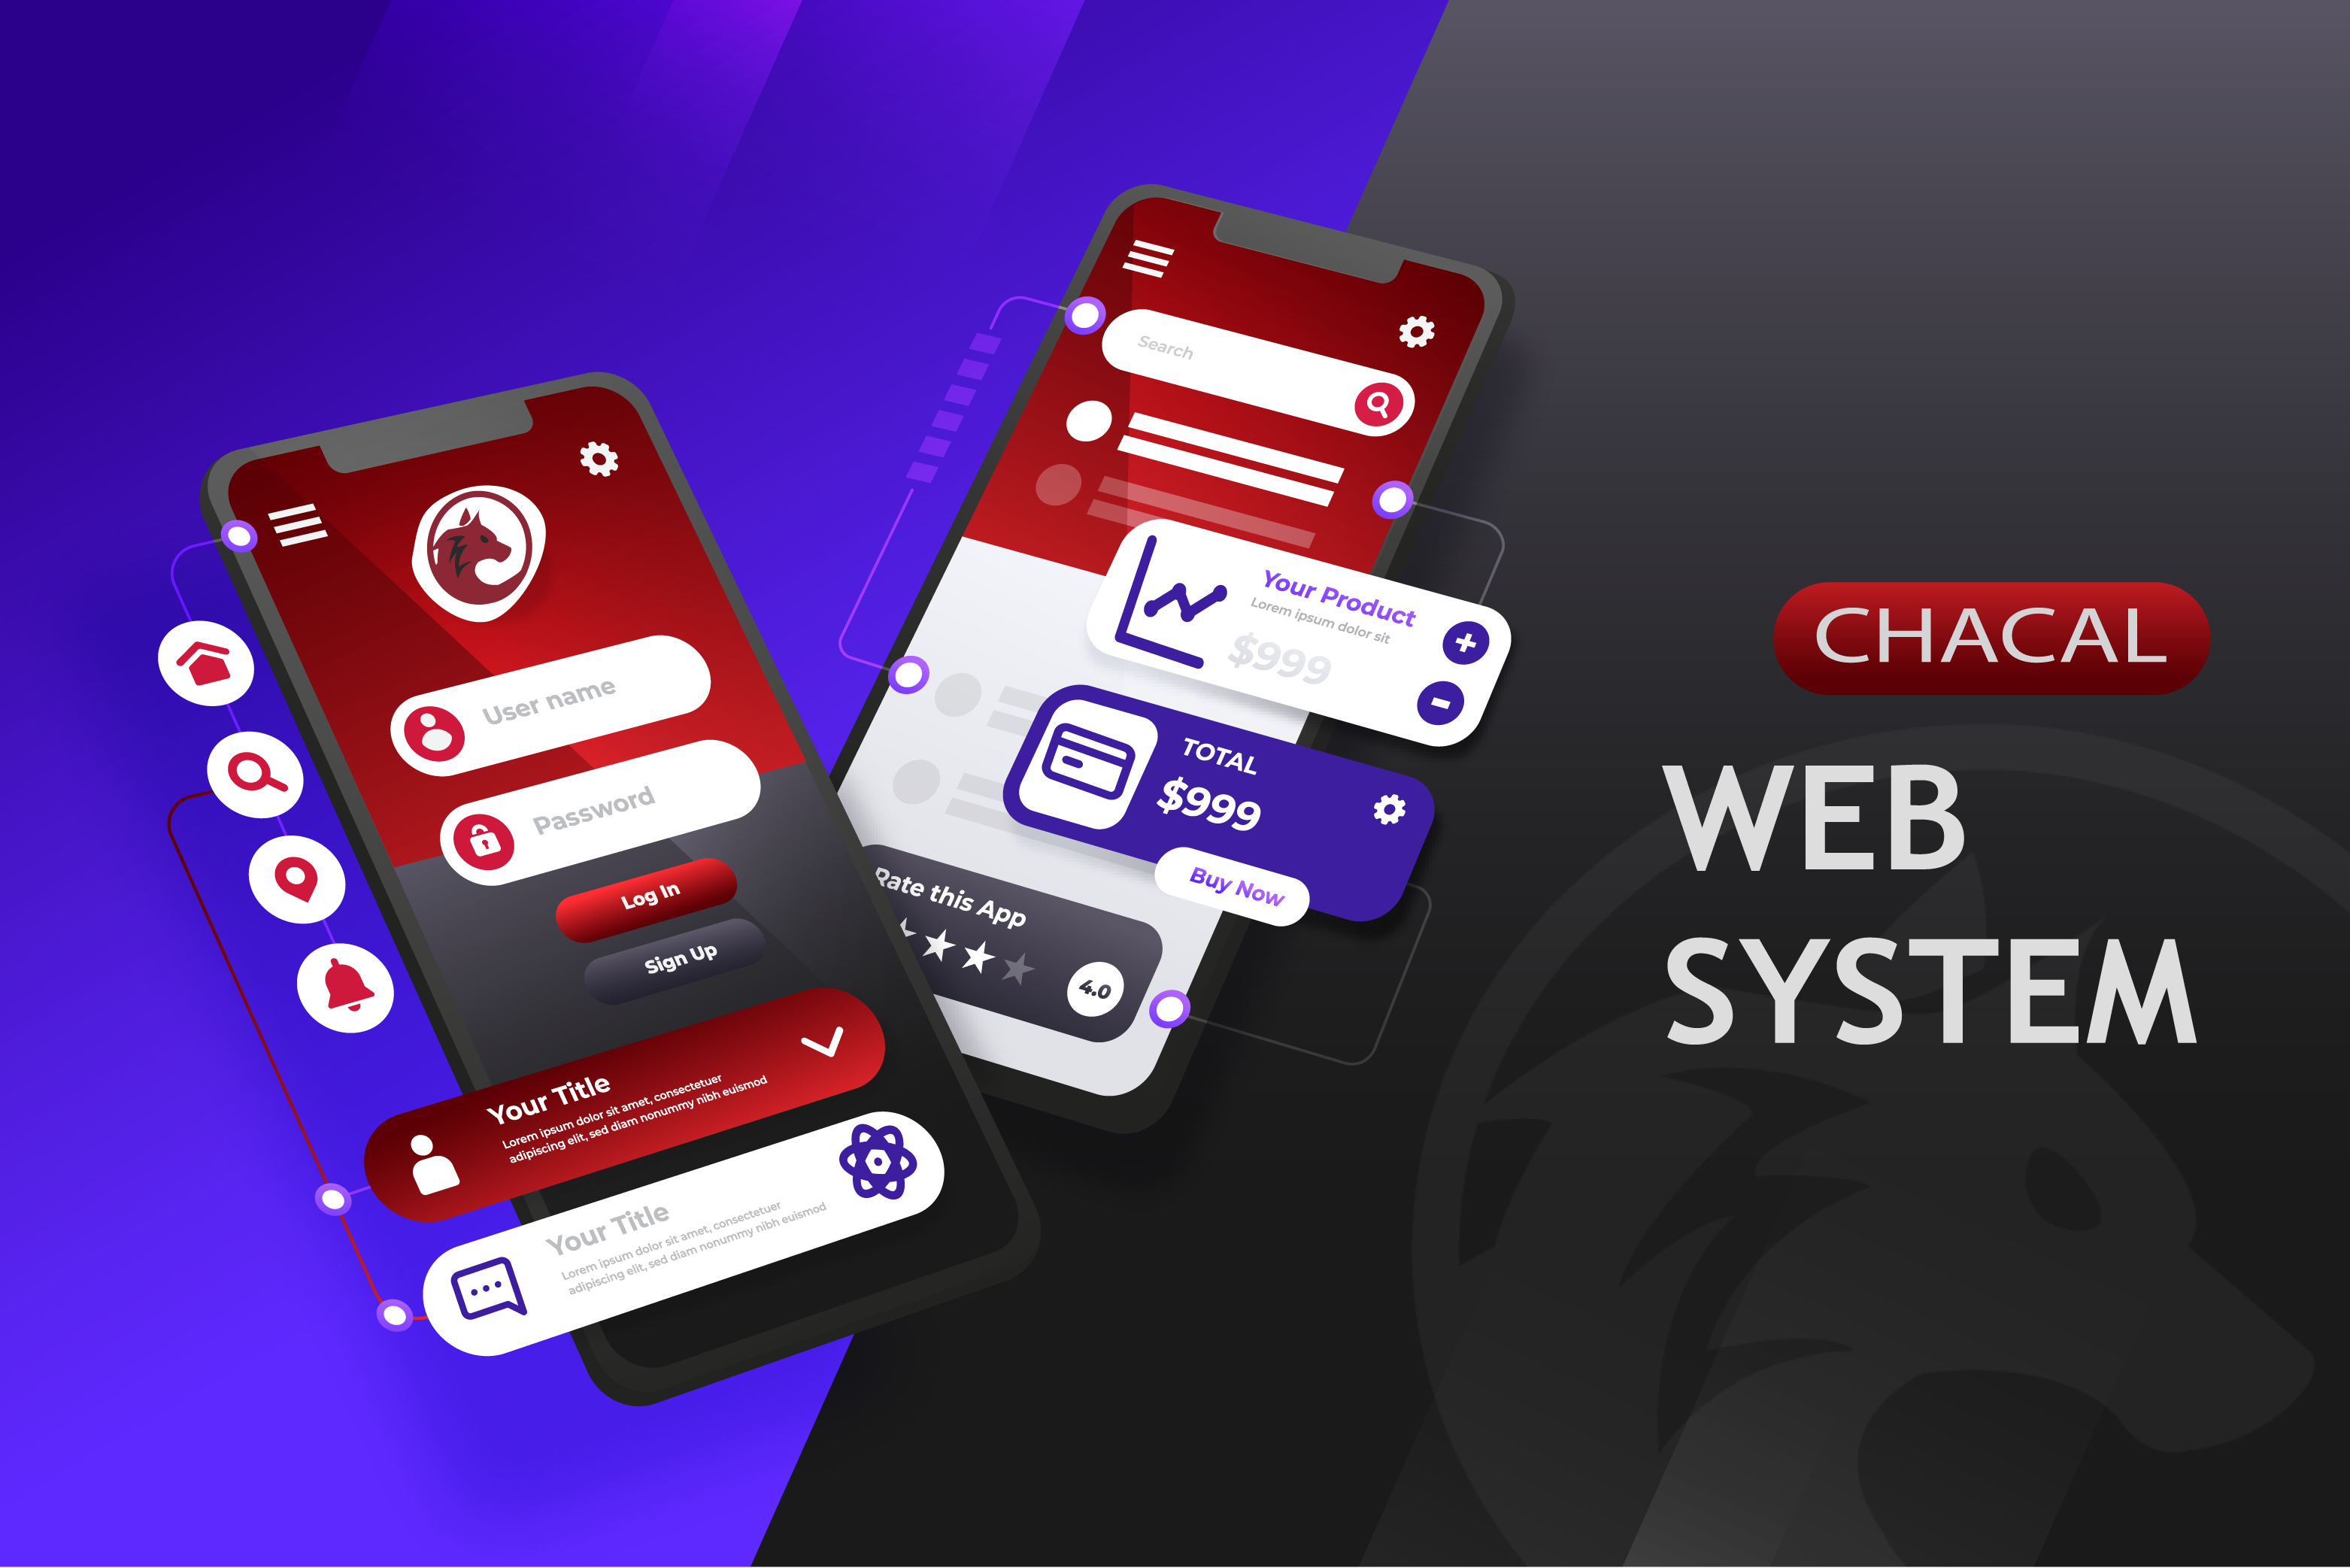 User name
Password
Log In
Sign Up
Your Title
Lorem ipsum dolor sit amet, consectetuer
adipiscing elit, sed diam nonummy nibh euismod
Your Title
Lorem ipsum dolor sit amet, consectetuer
adipiscing elit, sed diam nonummy nibh euismod
Search
Your Product
Lorem ipsum dolor sit
$999
TOTAL
$999
Buy Now
Rate this App
4.0
CHACAL
WEB
SYSTEM